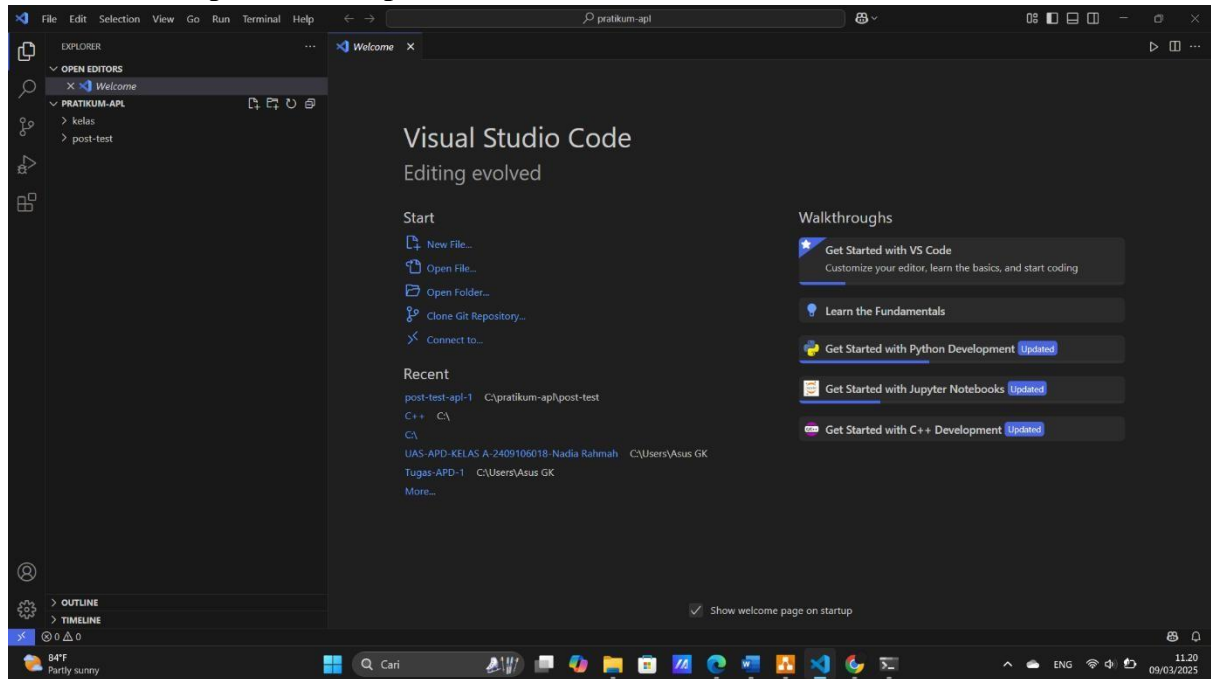 File Edit Selection View Go Run Terminal Help
pratikum-apl
EXPLORER
Welcome
OPEN EDITORS
Welcome
PRATIKUM-APL
kelas
post-test
Visual Studio Code
Editing evolved
Start
New File...
Open File...
Open Folder...
Clone Git Repository...
Connect to...
Recent
post-test-apl-1 C:\pratikum-apl\post-test
C++ C:\
C:\
UAS-APD-KELAS A-2409106018-Nadia Rahmah C:\Users\Asus GK
Tugas-APD-1 C:\Users\Asus GK
More...
Walkthroughs
Get Started with VS Code
Customize your editor, learn the basics, and start coding
Learn the Fundamentals
Get Started with Python Development Updated
Get Started with Jupyter Notebooks Updated
Get Started with C++ Development Updated
Show welcome page on startup
OUTLINE
TIMELINE
0 0
84°F
Partly sunny
Cari
ENG
11.20
09/03/2025